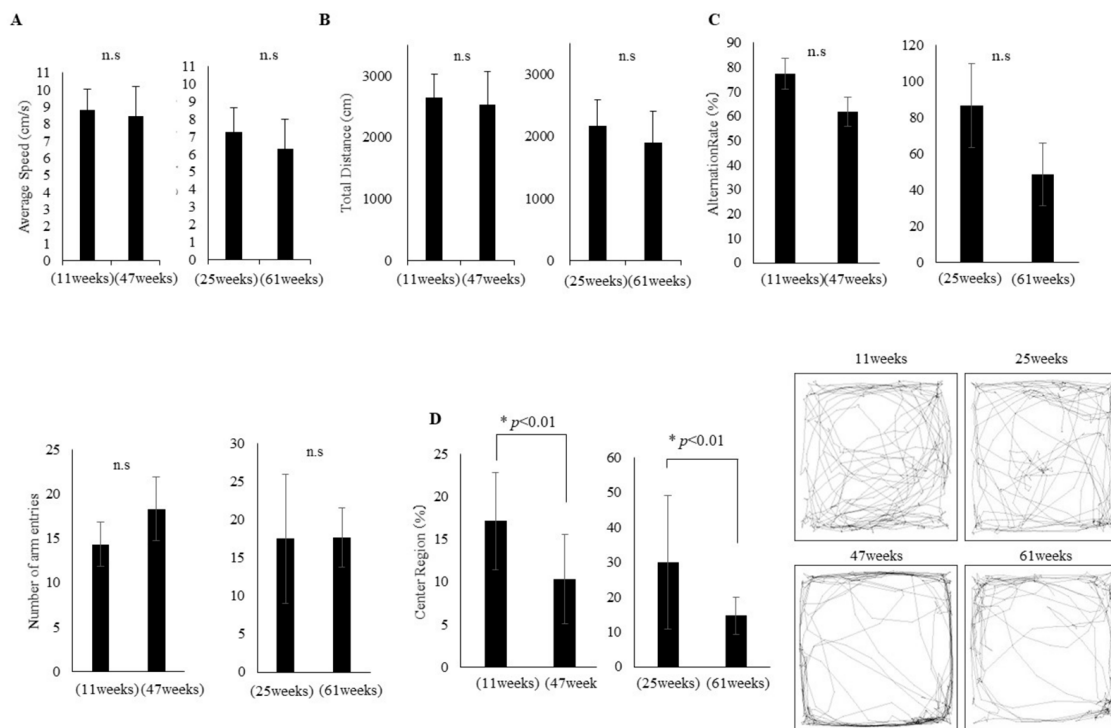 A
B
C
n.s
n.s
n.s
n.s
n.s
n.s
Average Speed (cm/s)
11
10
9
8
7
6
5
4
3
2
1
0
(11weeks) (47weeks)
11
10
9
8
7
6
5
4
3
2
1
0
(25weeks) (61weeks)
Total Distance (cm)
3000
2000
1000
0
(11weeks) (47weeks)
3000
2000
1000
0
(25weeks) (61weeks)
AlternationRate (%)
90
80
70
60
50
40
30
20
10
0
(11weeks)(47weeks)
120
100
80
60
40
20
0
(25weeks) (61weeks)
Number of arm entries
n.s
25
20
15
10
5
0
(11weeks) (47weeks)
n.s
30
25
20
15
10
5
0
(25weeks) (61weeks)
D
* p<0.01
Center Region (%)
25
20
15
10
5
0
(11weeks) (47week
* p<0.01
60
50
40
30
20
10
0
(25weeks) (61weeks)
11weeks
25weeks
47weeks
61weeks